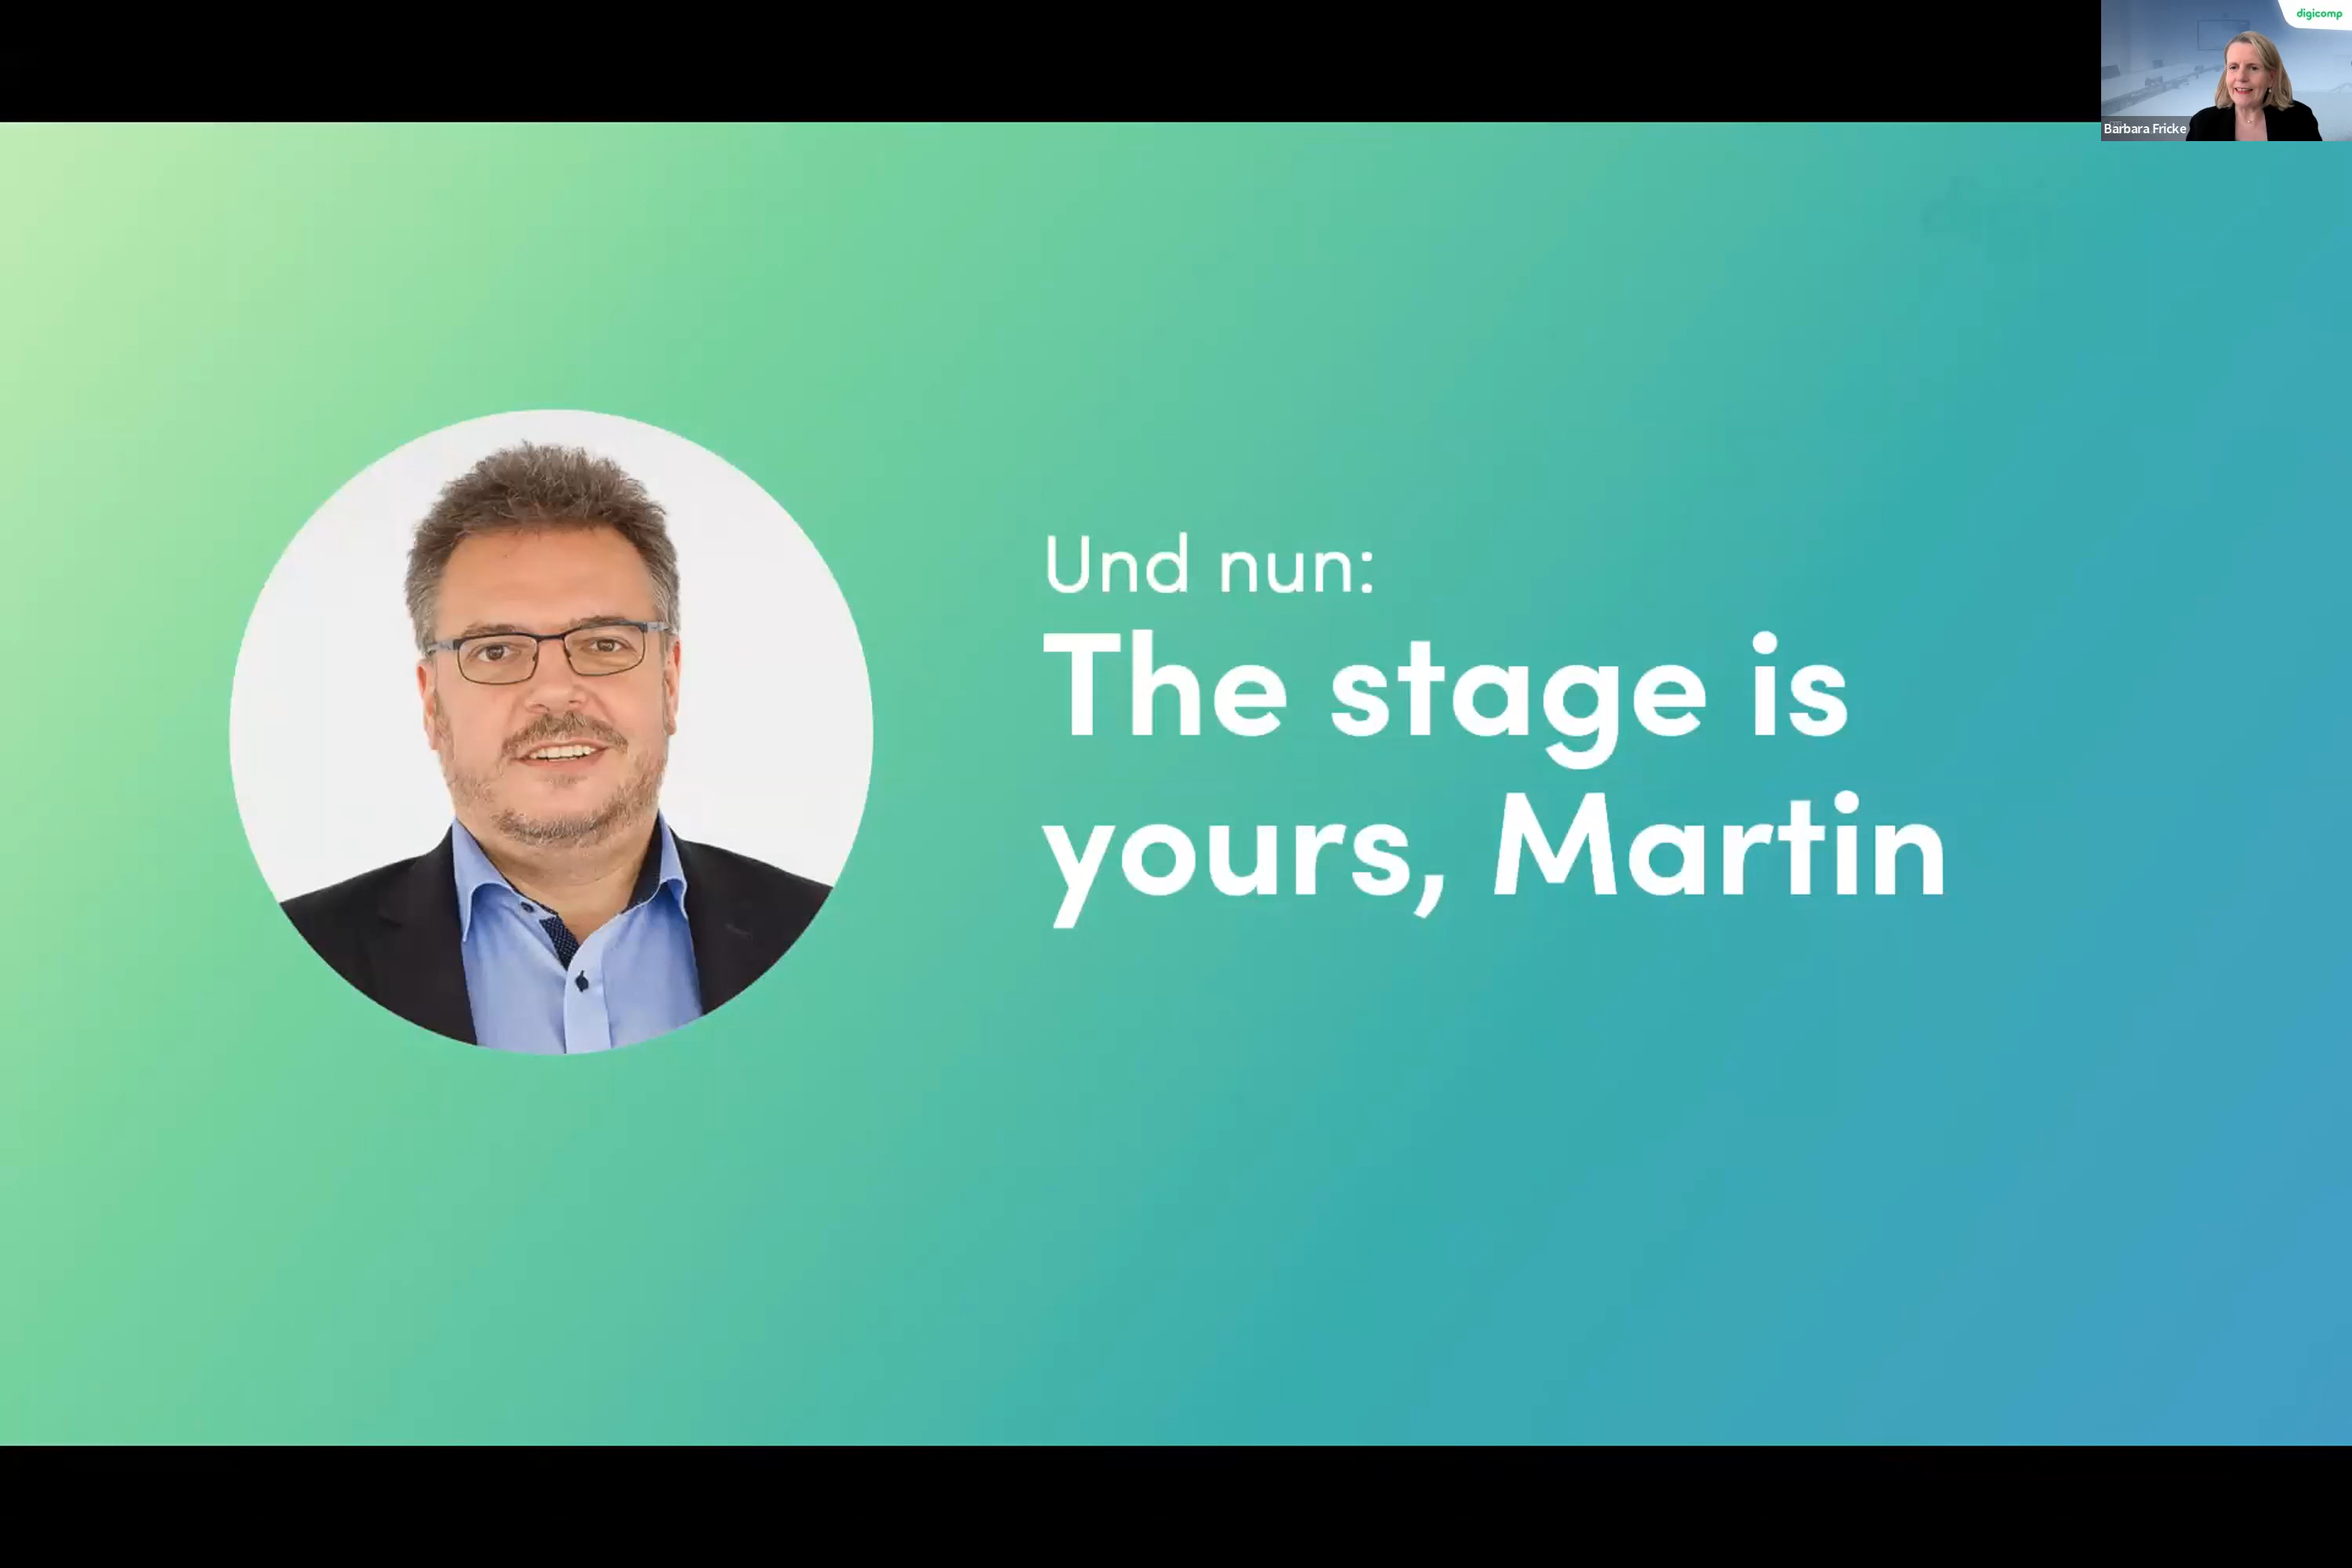 digicomp
Barbara Fricke
Und nun:
The stage is
yours, Martin